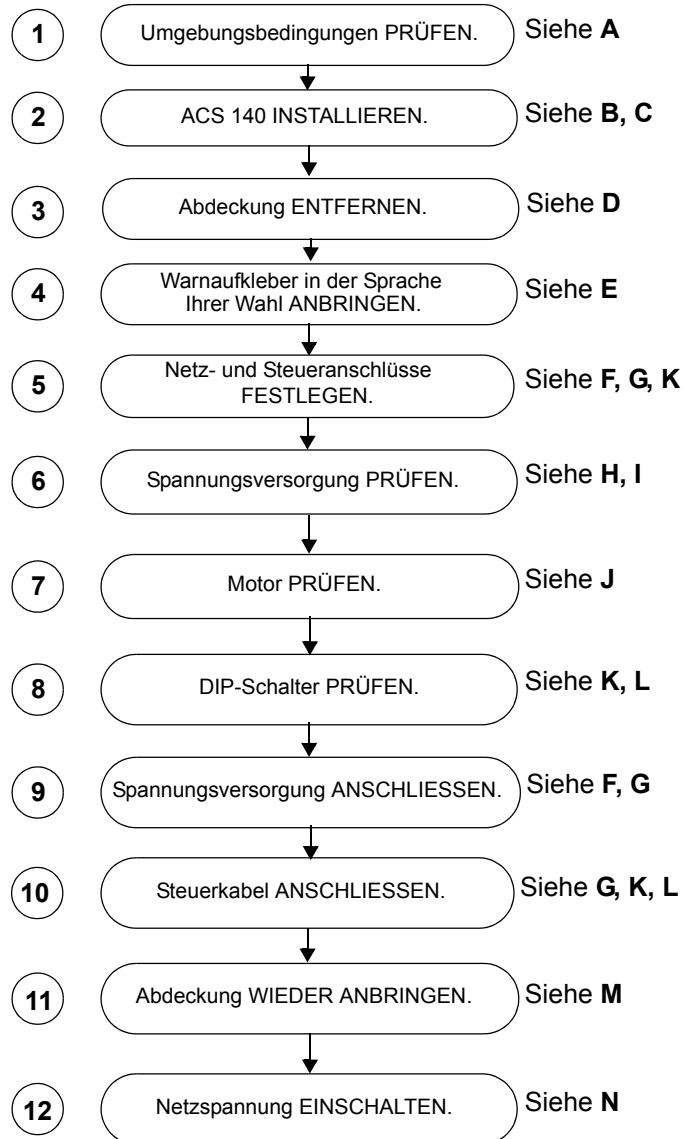 1 Umgebungsbedingungen PRÜFEN. Siehe A
2 ACS 140 INSTALLIEREN. Siehe B, C
3 Abdeckung ENTFERNEN. Siehe D
4 Warnaufkleber in der Sprache
Ihrer Wahl ANBRINGEN. Siehe E
5 Netz- und Steueranschlüsse
FESTLEGEN. Siehe F, G, K
6 Spannungsversorgung PRÜFEN. Siehe H, I
7 Motor PRÜFEN. Siehe J
8 DIP-Schalter PRÜFEN. Siehe K, L
9 Spannungsversorgung ANSCHLIESSEN. Siehe F, G
10 Steuerkabel ANSCHLIESSEN. Siehe G, K, L
11 Abdeckung WIEDER ANBRINGEN. Siehe M
12 Netzspannung EINSCHALTEN. Siehe N